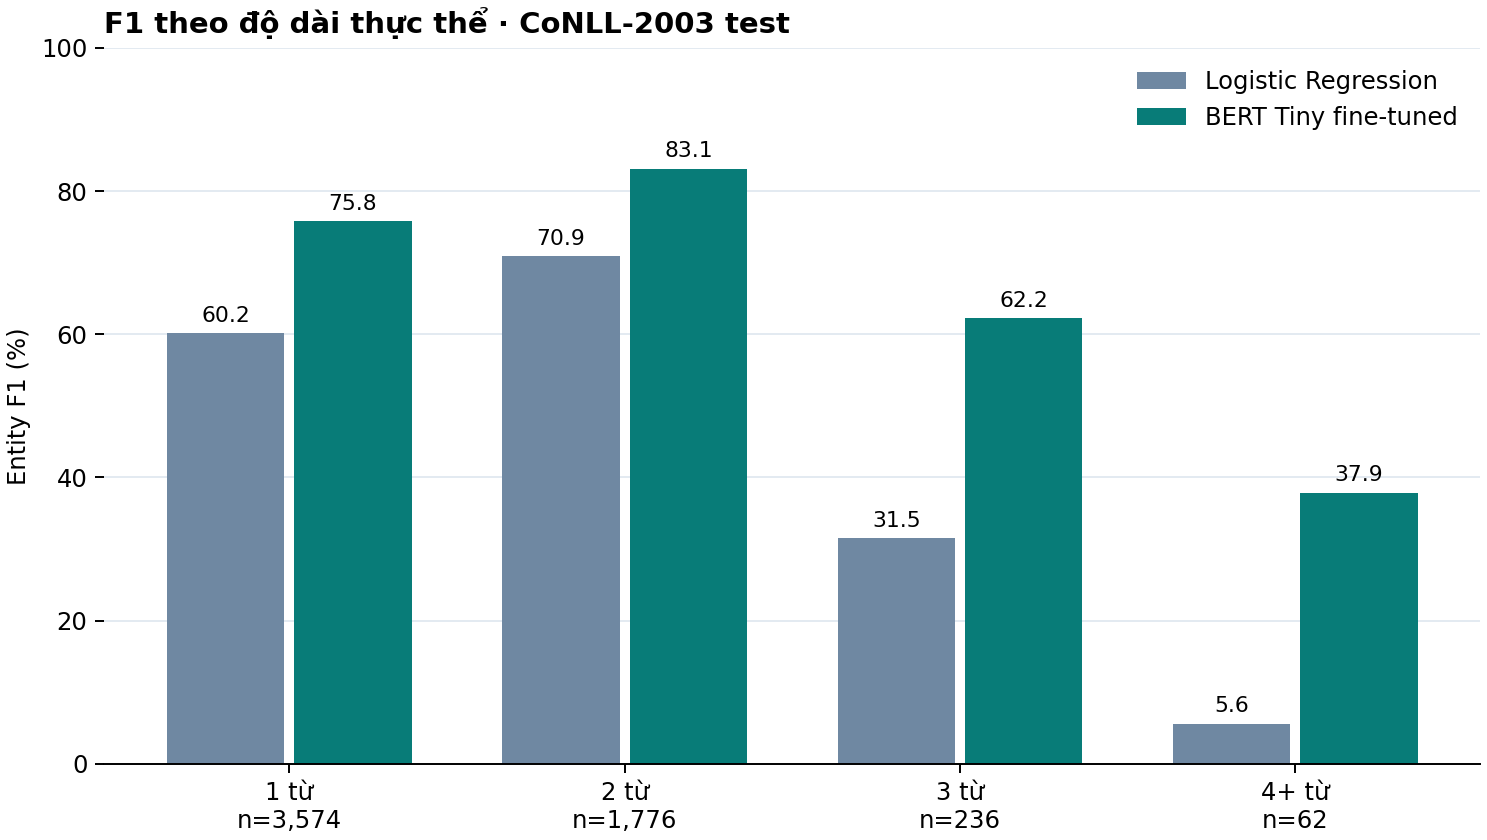 F1 theo độ dài thực thể · CoNLL-2003 test
Logistic Regression
BERT Tiny fine-tuned
Entity F1 (%)
100
80
60
40
20
0
60.2
75.8
70.9
83.1
31.5
62.2
5.6
37.9
1 từ
n=3,574
2 từ
n=1,776
3 từ
n=236
4+ từ
n=62